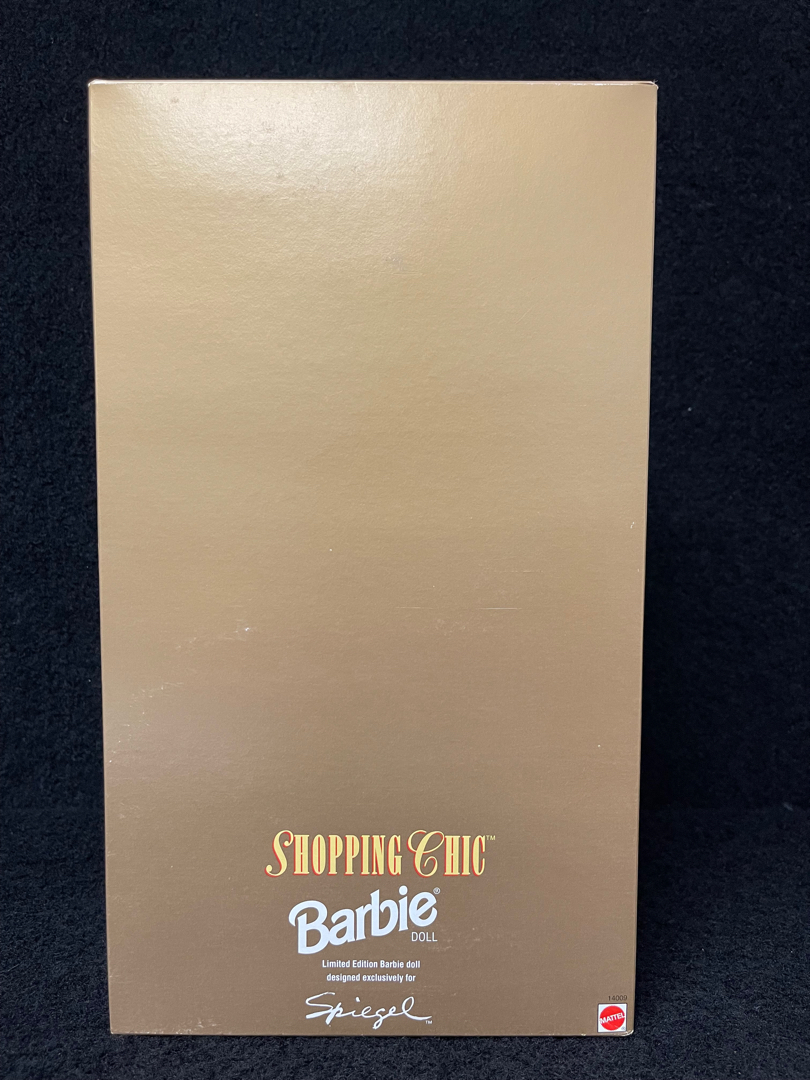 SHOPPING CHIC™
Barbie®
DOLL
Limited Edition Barbie doll
designed exclusively for
Spiegel™
14009
MATTEL